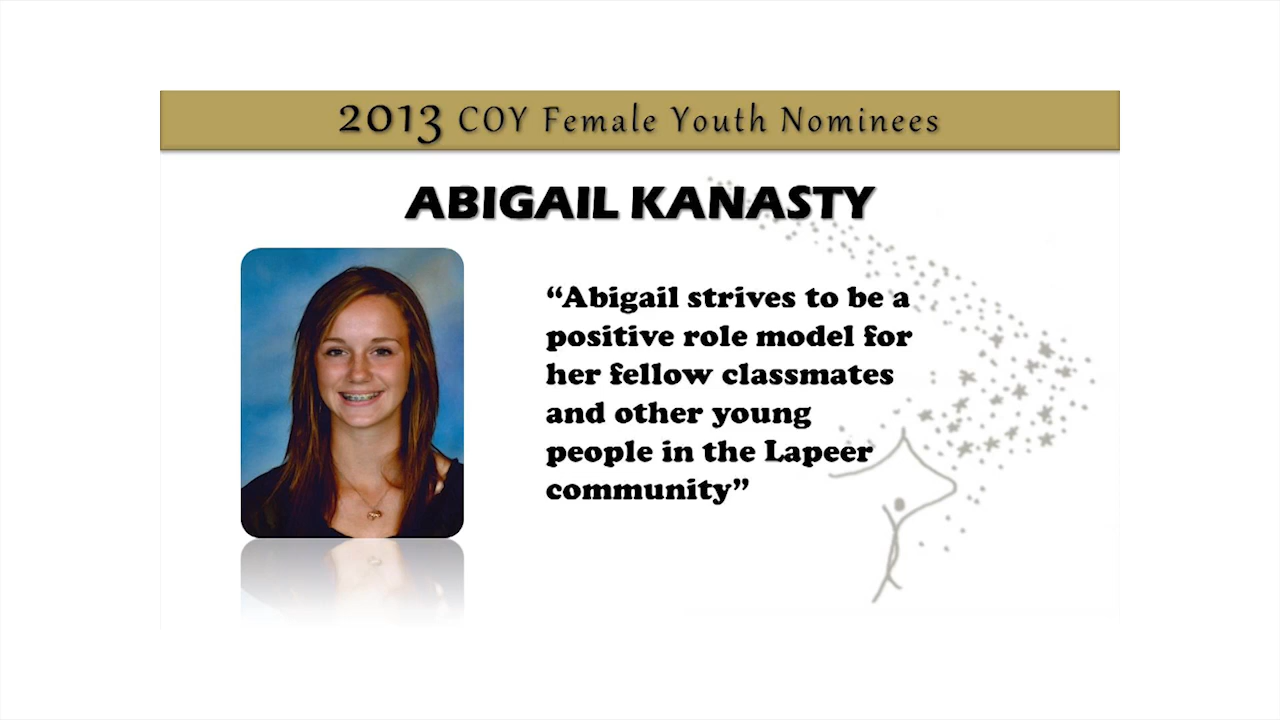 2013 COY Female Youth Nominees
ABIGAIL KANASTY
“Abigail strives to be a
positive role model for
her fellow classmates
and other young
people in the Lapeer
community”